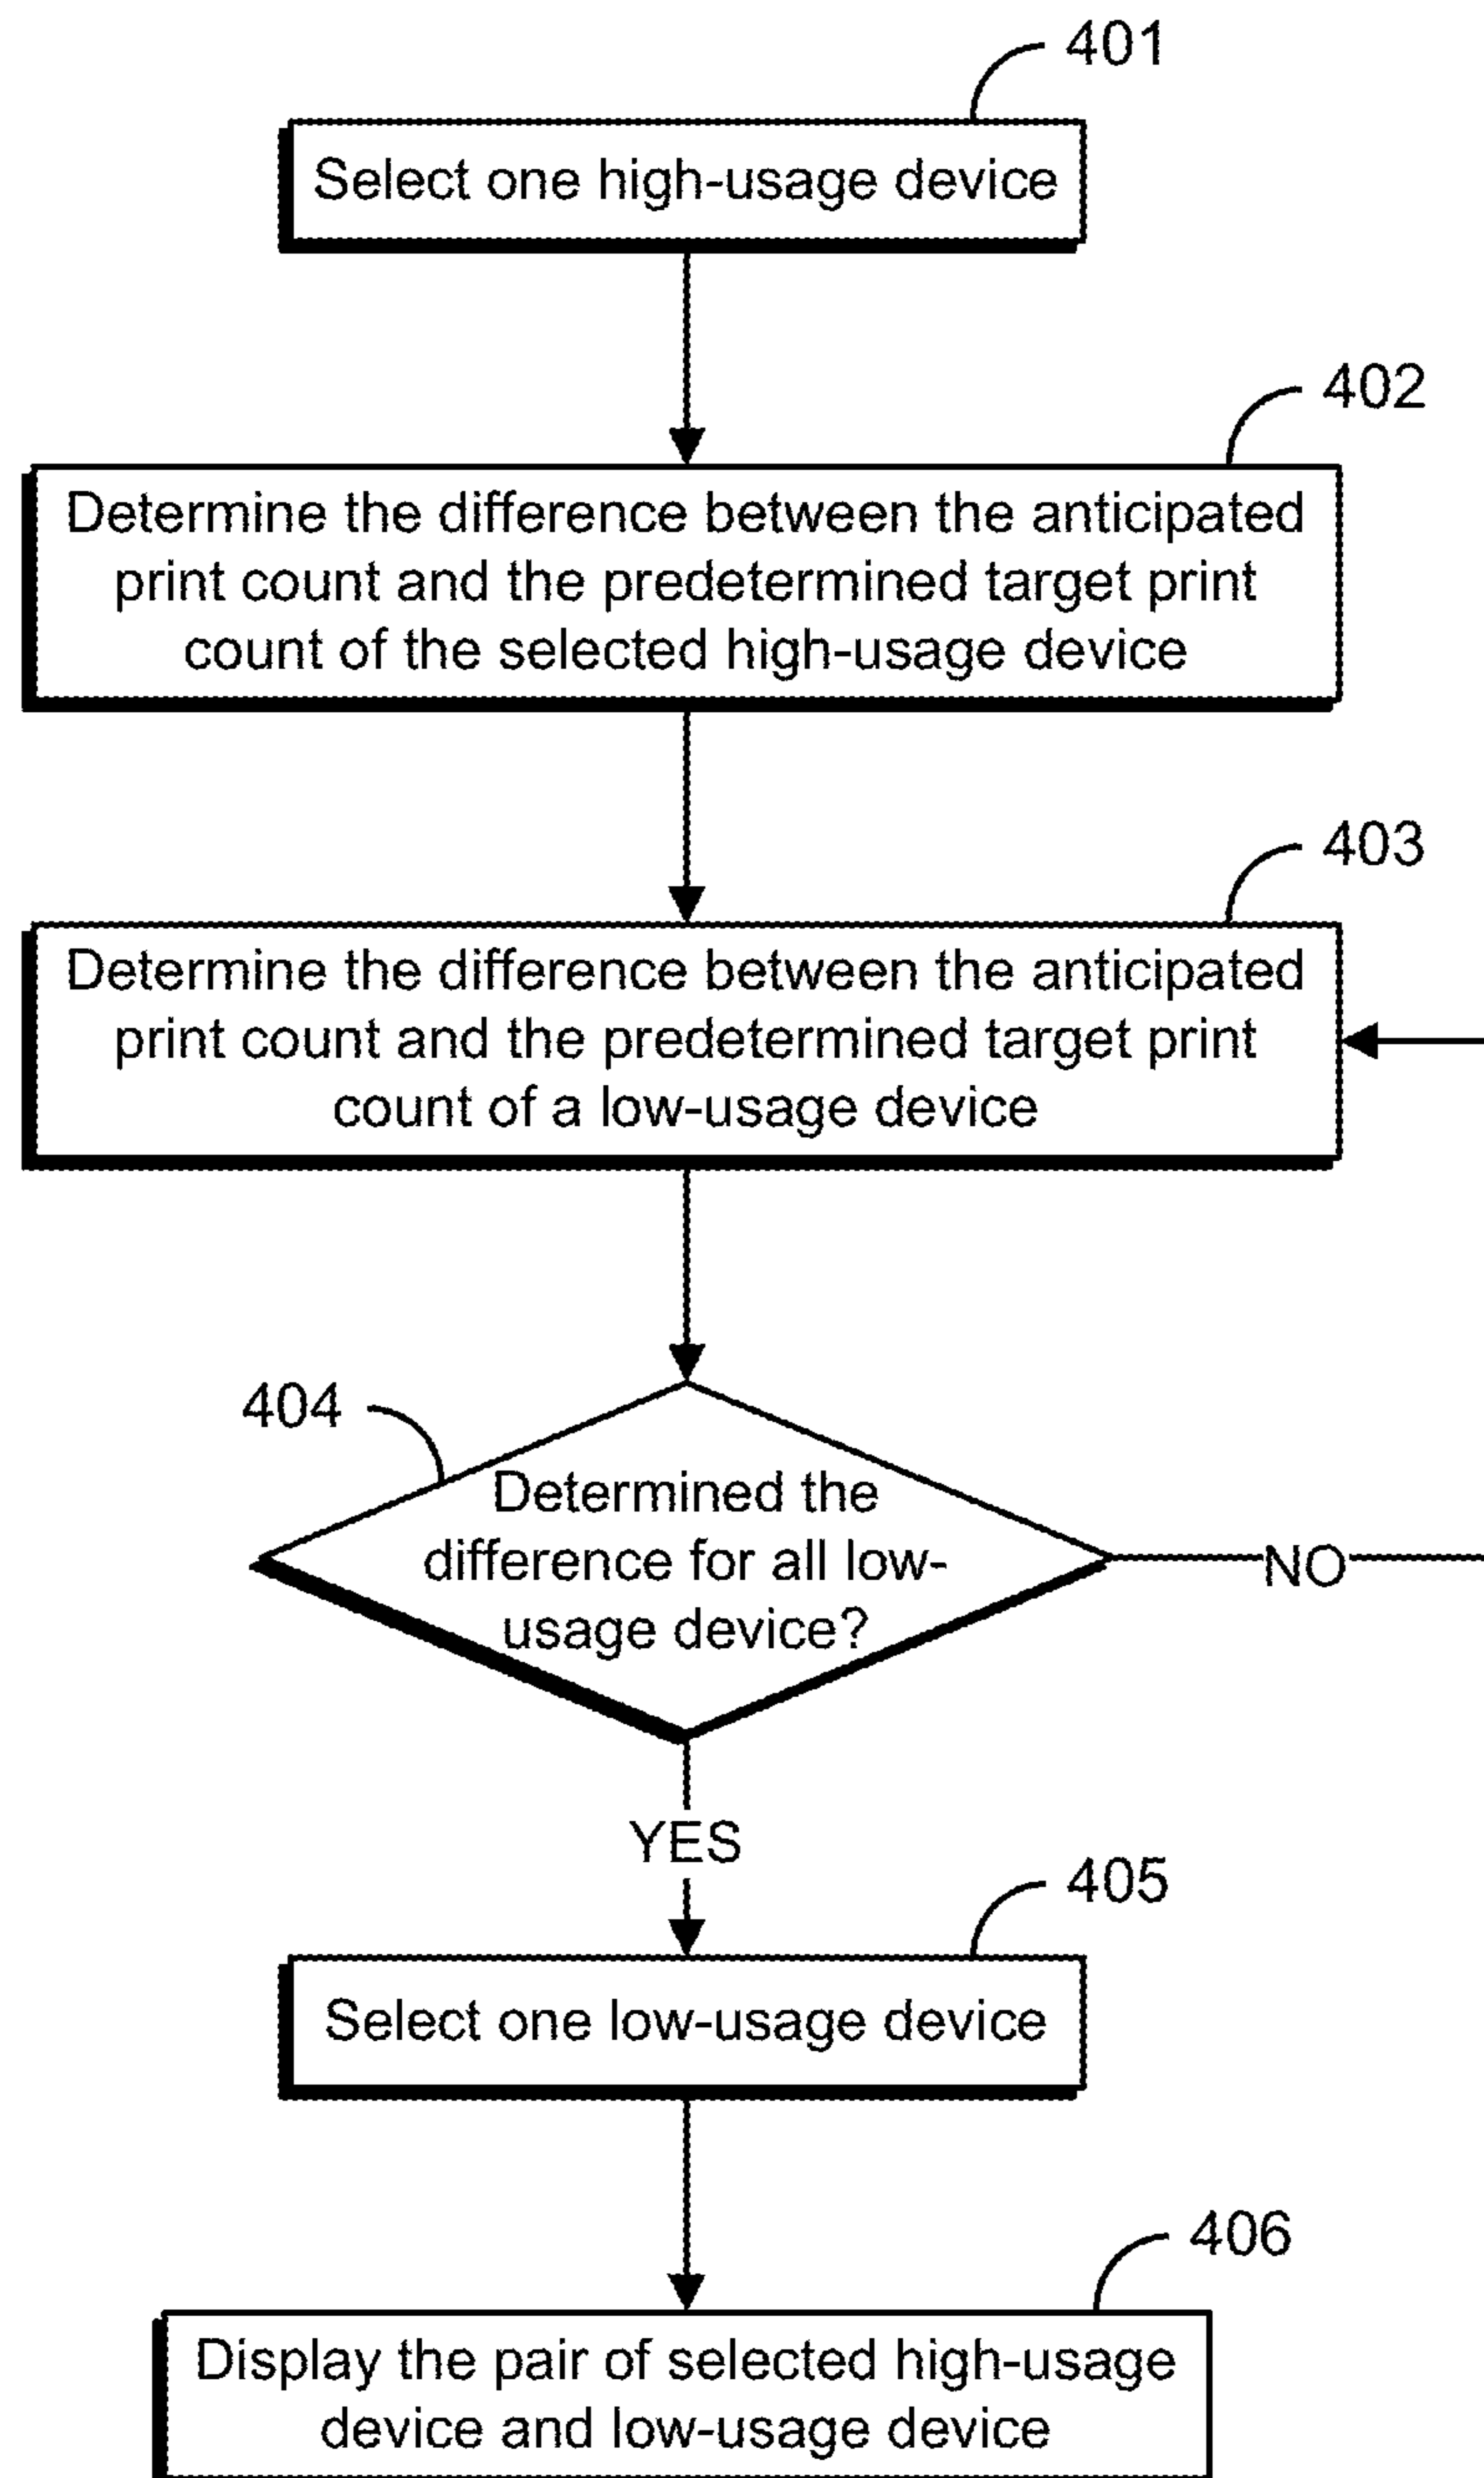 401
Select one high-usage device
402
Determine the difference between the anticipated
print count and the predetermined target print
count of the selected high-usage device
403
Determine the difference between the anticipated
print count and the predetermined target print
count of a low-usage device
404
Determined the
difference for all low-
usage device?
NO
YES
405
Select one low-usage device
406
Display the pair of selected high-usage
device and low-usage device